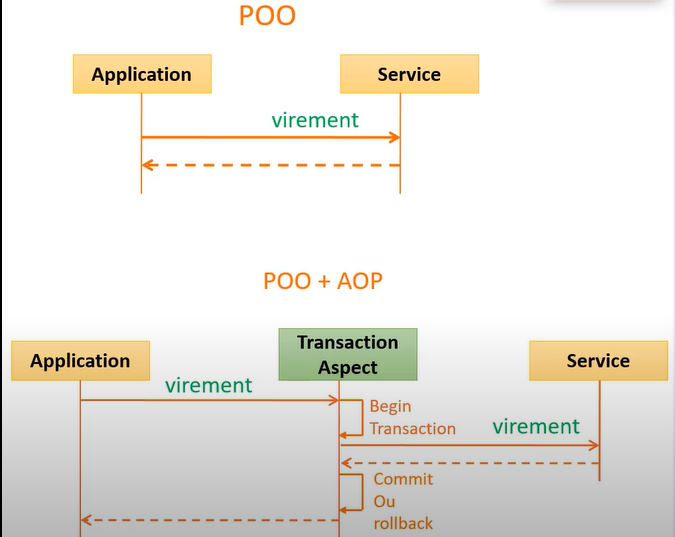 POO
Application
Service
virement
POO + AOP
Application
Transaction
Aspect
Service
virement
Begin
Transaction
virement
Commit
Ou
rollback